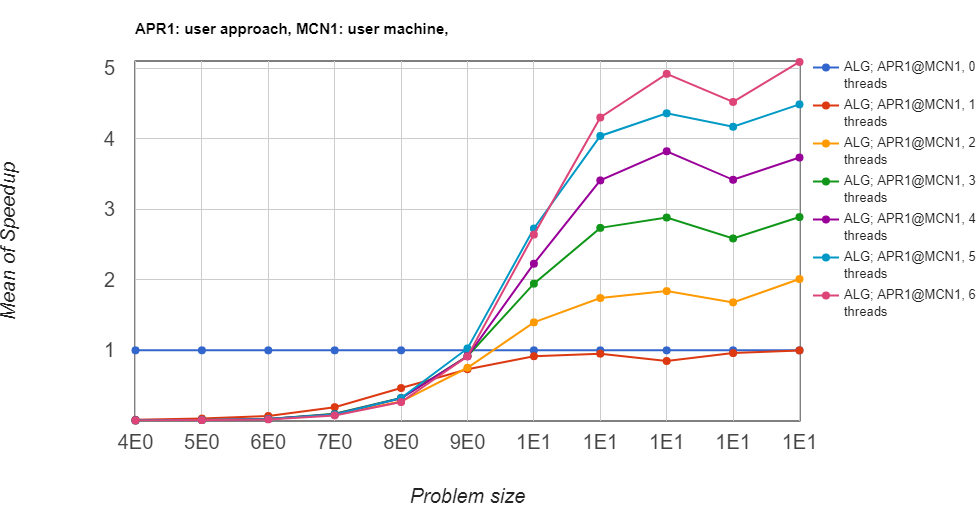 APR1: user approach, MCN1: user machine,
Mean of Speedup
5
4
3
2
1
4E0 5E0 6E0 7E0 8E0 9E0 1E1 1E1 1E1 1E1 1E1
Problem size
ALG; APR1@MCN1, 0
threads
ALG; APR1@MCN1, 1
threads
ALG; APR1@MCN1, 2
threads
ALG; APR1@MCN1, 3
threads
ALG; APR1@MCN1, 4
threads
ALG; APR1@MCN1, 5
threads
ALG; APR1@MCN1, 6
threads